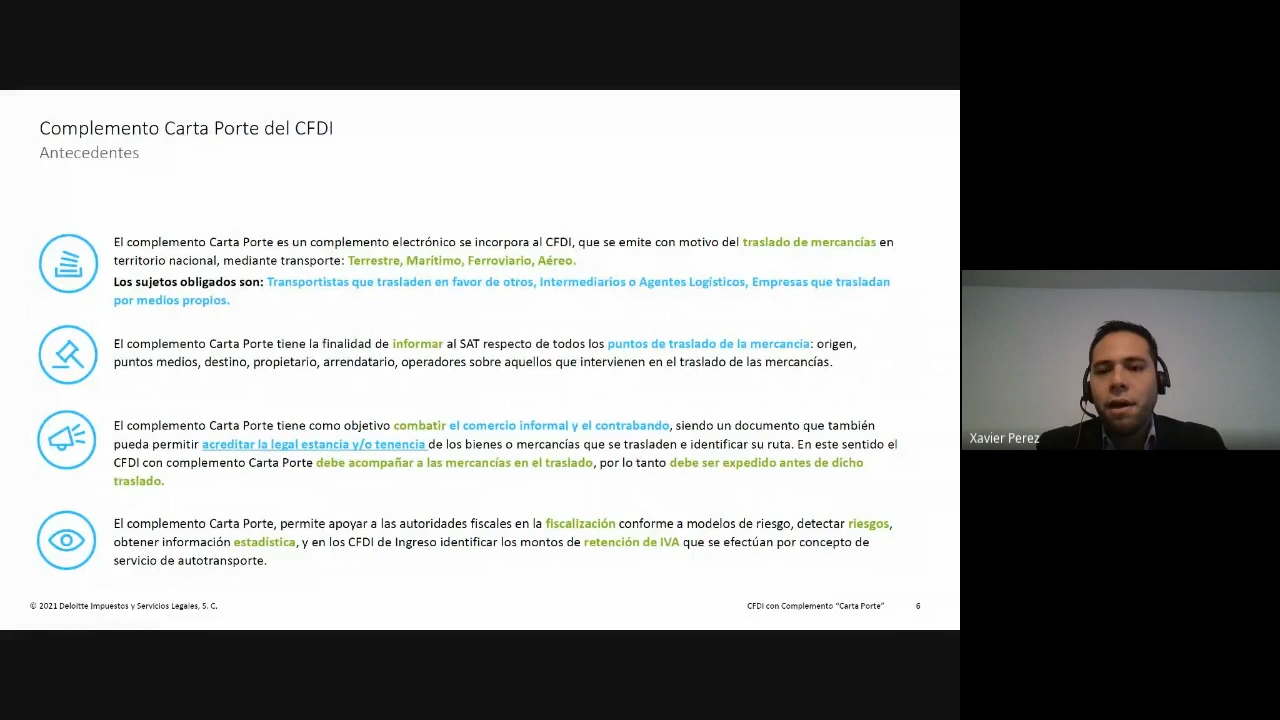 Complemento Carta Porte del CFDI
Antecedentes
El complemento Carta Porte es un complemento electrónico se incorpora al CFDI, que se emite con motivo del traslado de mercancías en
territorio nacional, mediante transporte: Terrestre, Marítimo, Ferroviario, Aéreo.
Los sujetos obligados son: Transportistas que trasladen en favor de otros, Intermediarios o Agentes Logísticos, Empresas que trasladan
por medios propios.
El complemento Carta Porte tiene la finalidad de informar al SAT respecto de todos los puntos de traslado de la mercancía: origen,
puntos medios, destino, propietario, arrendatario, operadores sobre aquellos que intervienen en el traslado de las mercancías.
El complemento Carta Porte tiene como objetivo combatir el comercio informal y el contrabando, siendo un documento que también
pueda permitir acreditar la legal estancia y/o tenencia de los bienes o mercancías que se trasladen e identificar su ruta. En este sentido el
CFDI con complemento Carta Porte debe acompañar a las mercancías en el traslado, por lo tanto debe ser expedido antes de dicho
traslado.
El complemento Carta Porte, permite apoyar a las autoridades fiscales en la fiscalización conforme a modelos de riesgo, detectar riesgos,
obtener información estadística, y en los CFDI de Ingreso identificar los montos de retención de IVA que se efectúan por concepto de
servicio de autotransporte.
© 2021 Deloitte Impuestos y Servicios Legales, S. C.
CFDI con Complemento “Carta Porte”
6
Xavier Perez